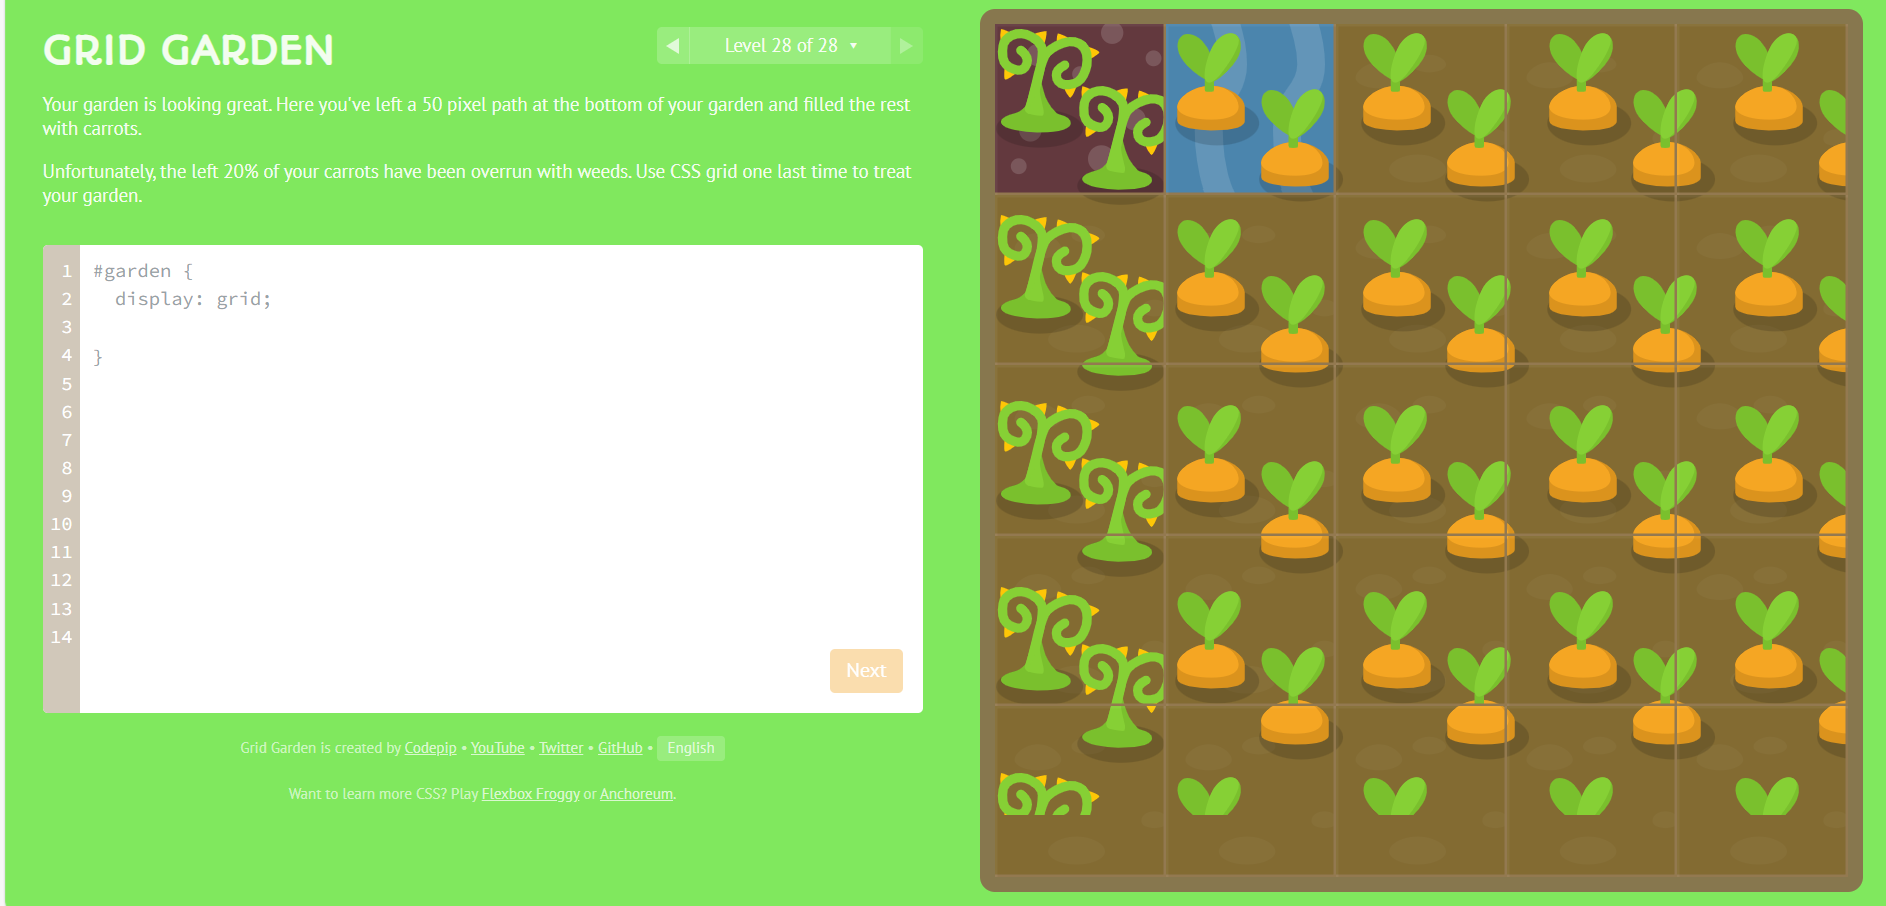 GRID GARDEN
◀ Level 28 of 28 ▾ ▶
Your garden is looking great. Here you've left a 50 pixel path at the bottom of your garden and filled the rest
with carrots.
Unfortunately, the left 20% of your carrots have been overrun with weeds. Use CSS grid one last time to treat
your garden.
1 #garden {
2   display: grid;
3
4 }
5
6
7
8
9
10
11
12
13
14
Next
Grid Garden is created by Codepip • YouTube • Twitter • GitHub • English
Want to learn more CSS? Play Flexbox Froggy or Anchoreum.